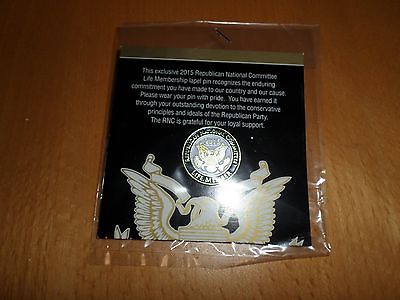 This exclusive 2015 Republican National Committee
Life Membership lapel pin recognizes the enduring
commitment you have made to our country and our cause.
Please wear your pin with pride. You have earned it
through your outstanding devotion to the conservative
principles and ideals of the Republican Party.
The RNC is grateful for your loyal support.